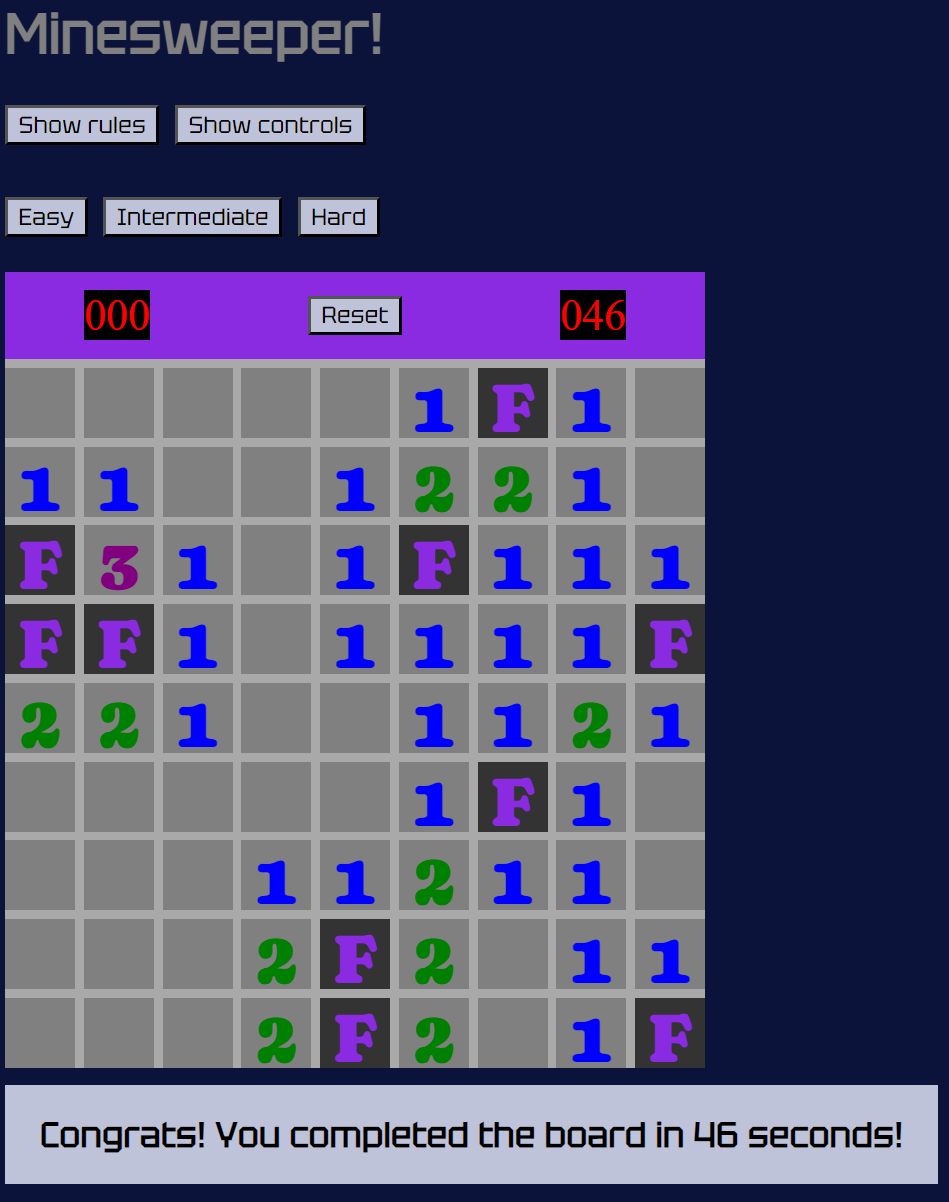 Minesweeper!
Show rules Show controls
Easy Intermediate Hard
000 Reset 046
1 F 1
1 1 1 2 2 1
F 3 1 1 F 1 1 1
F F 1 1 1 1 1 F
2 2 1 1 1 2 1
1 F 1
1 1 2 1 1
2 F 2 1 1
2 F 2 1 F
Congrats! You completed the board in 46 seconds!